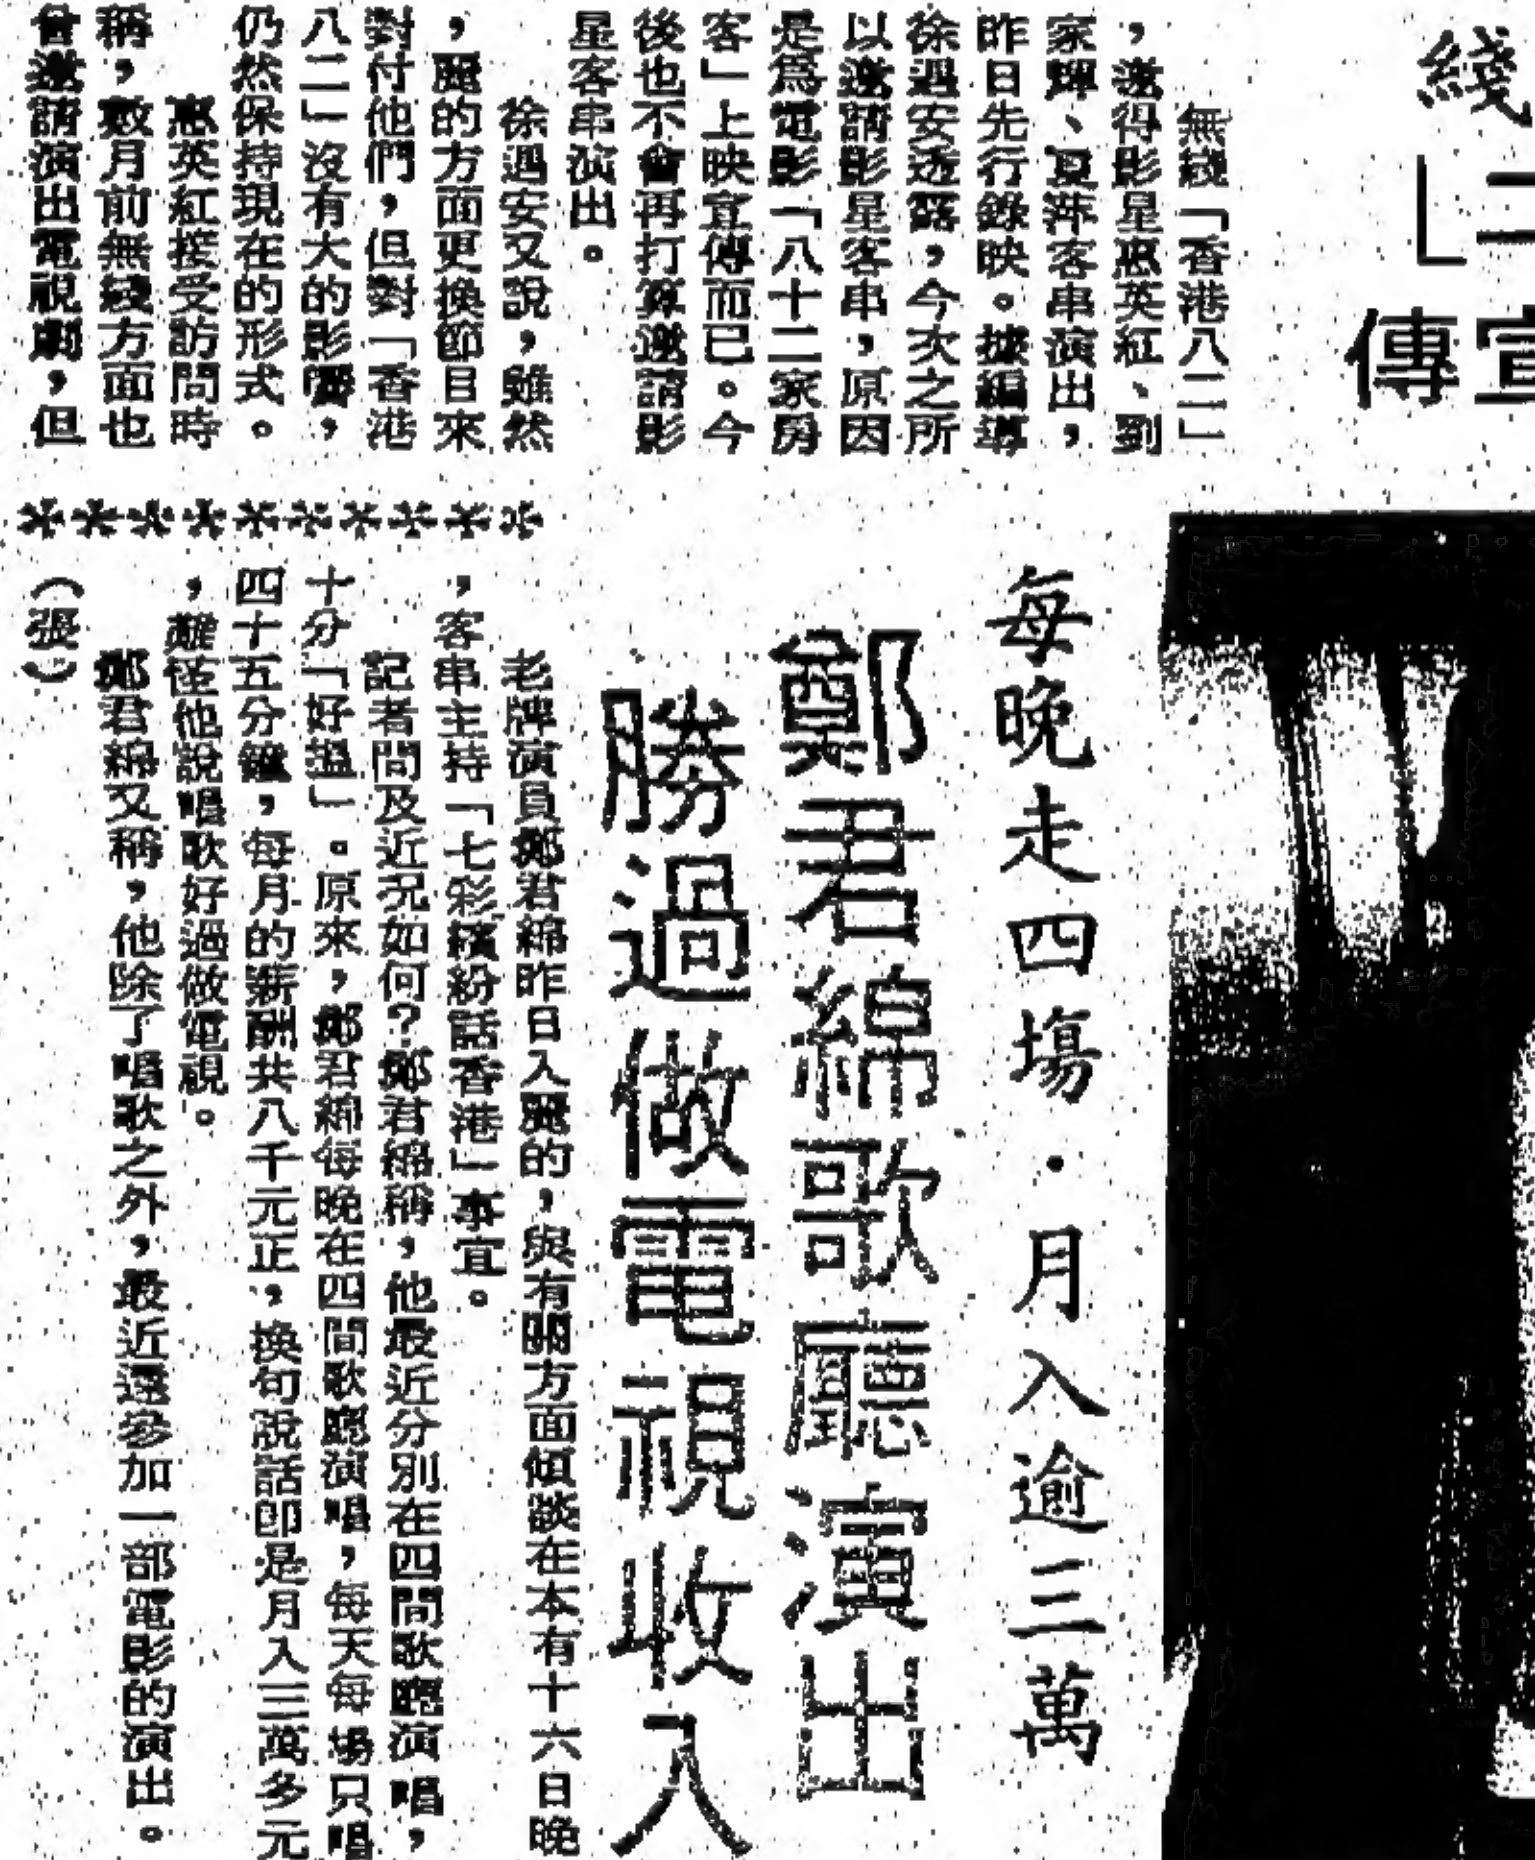 綫
」宣
傳
無綫「香港八二」
，邀得影星惠英紅、劉
家輝、夏萍客串演出，
昨日先行錄映。據編導
徐遇安透露，今次之所
以邀請影星客串，原因
是爲電影「八十二家房
客」上映宣傳而已。今
後也不會再打算邀請影
星客串演出。
徐遇安又說，雖然
，麗的方面更換節目來
對付他們，但對「香港
八二」沒有大的影響，
仍然保持現在的形式。
惠英紅接受訪問時
稱，數月前無綫方面也
曾邀請演出電視劇，但
每晚走四場·月入逾三萬
鄭君綿歌廳演出
勝過做電視收入
老牌演員鄭君綿昨日入麗的，與有關方面傾談在本有十六日晚
，客串主持「七彩繽紛話香港」事宜。
記者問及近况如何？鄭君綿稱，他最近分別在四間歌廳演唱，
十分「好搵」。原來，鄭君綿每晚在四間歌廳演唱，每天每場只唱
四十五分鐘，每月的薪酬共八千元正，換句說話卽是月入三萬多元
，難怪他說唱歌好過做電視。
鄭君綿又稱，他除了唱歌之外，最近還參加一部電影的演出。
（張）